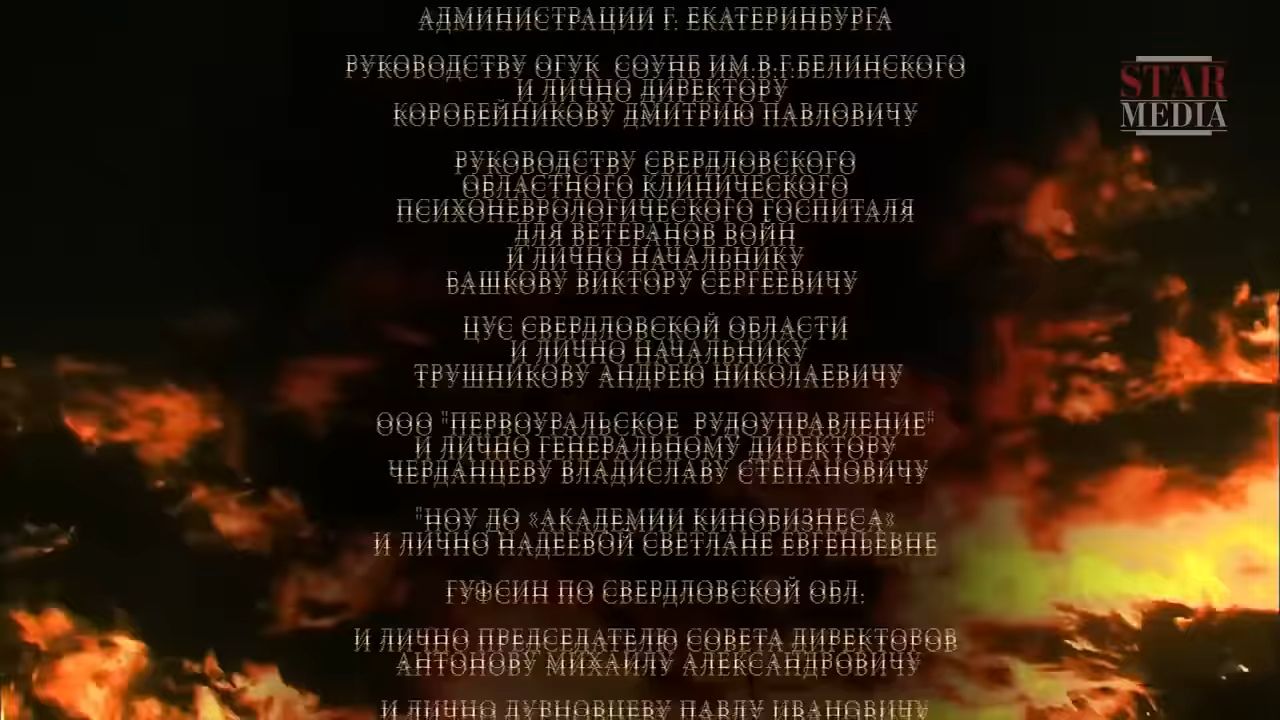 АДМИНИСТРАЦИИ Г. ЕКАТЕРИНБУРГА
РУКОВОДСТВУ ОГУК СОУНБ ИМ.В.Г.БЕЛИНСКОГО
И ЛИЧНО ДИРЕКТОРУ
КОРОБЕЙНИКОВУ ДМИТРИЮ ПАВЛОВИЧУ
РУКОВОДСТВУ СВЕРДЛОВСКОГО
ОБЛАСТНОГО КЛИНИЧЕСКОГО
ПСИХОНЕВРОЛОГИЧЕСКОГО ГОСПИТАЛЯ
ДЛЯ ВЕТЕРАНОВ ВОЙН
И ЛИЧНО НАЧАЛЬНИКУ
БАШКОВУ ВИКТОРУ СЕРГЕЕВИЧУ
ЦУС СВЕРДЛОВСКОЙ ОБЛАСТИ
И ЛИЧНО НАЧАЛЬНИКУ
ТРУШНИКОВУ АНДРЕЮ НИКОЛАЕВИЧУ
ООО "ПЕРВОУРАЛЬСКОЕ РУДОУПРАВЛЕНИЕ"
И ЛИЧНО ГЕНЕРАЛЬНОМУ ДИРЕКТОРУ
ЧЕРДАНЦЕВУ ВЛАДИСЛАВУ СТЕПАНОВИЧУ
"НОУ ДО «АКАДЕМИИ КИНОБИЗНЕСА»
И ЛИЧНО НАДЕЕВОЙ СВЕТЛАНЕ ЕВГЕНЬЕВНЕ
ГУФСИН ПО СВЕРДЛОВСКОЙ ОБЛ.
И ЛИЧНО ПРЕДСЕДАТЕЛЮ СОВЕТА ДИРЕКТОРОВ
АНТОНОВУ МИХАИЛУ АЛЕКСАНДРОВИЧУ
И ЛИЧНО ДУРНОВЦЕВУ ПАВЛУ ИВАНОВИЧУ
STAR
MEDIA